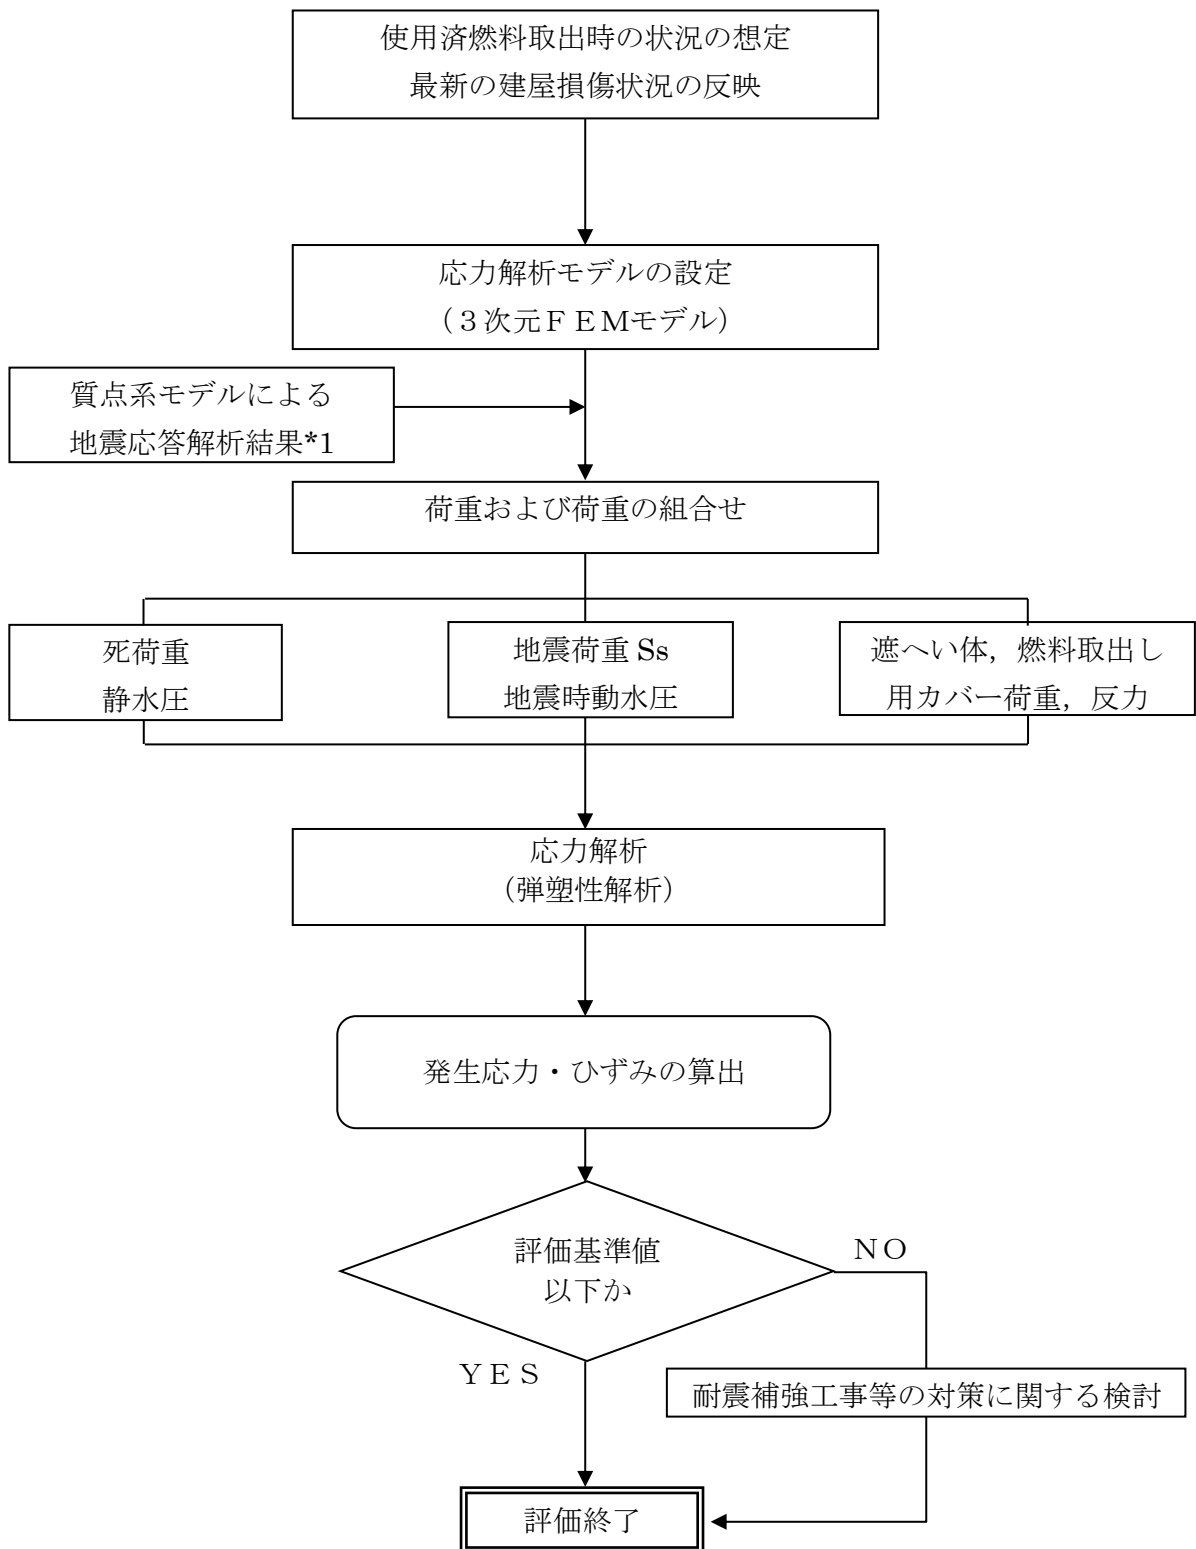 使用済燃料取出時の状況の想定
最新の建屋損傷状況の反映
応力解析モデルの設定
（３次元ＦＥＭモデル）
質点系モデルによる
地震応答解析結果*1
荷重および荷重の組合せ
死荷重
静水圧
地震荷重 Ss
地震時動水圧
遮へい体，燃料取出し
用カバー荷重，反力
応力解析
（弾塑性解析）
発生応力・ひずみの算出
評価基準値
以下か
ＮＯ
ＹＥＳ
耐震補強工事等の対策に関する検討
評価終了